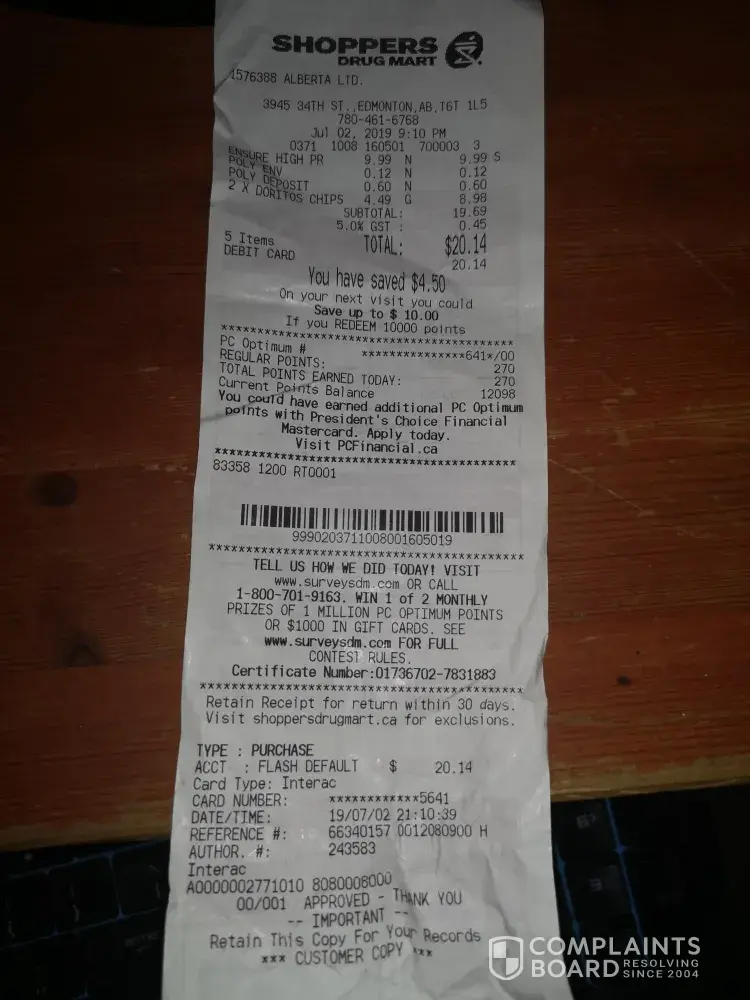 SHOPPERS
DRUG MART
1576388 ALBERTA LTD.
3945 34TH ST.,EDMONTON,AB,T6T 1L5
780-461-6768
Jul 02, 2019 9:10 PM
0371 1008 160501 700003 3
ENSURE HIGH PR 9.99 N 9.99 S
POLY ENV 0.12 N 0.12
POLY DEPOSIT 0.60 N 0.60
2 X DORITOS CHIPS 4.49 G 8.98
SUBTOTAL: 19.69
5.0% GST : 0.45
5 Items TOTAL: $20.14
DEBIT CARD 20.14
You have saved $4.50
On your next visit you could
Save up to $ 10.00
If you REDEEM 10000 points
****************************************
PC Optimum # ***************641*/00
REGULAR POINTS: 270
TOTAL POINTS EARNED TODAY: 270
Current Points Balance 12098
You could have earned additional PC Optimum
points with President's Choice Financial
Mastercard. Apply today.
Visit PCFinancial.ca
****************************************
83358 1200 RT0001
9990203711008001605019
****************************************
TELL US HOW WE DID TODAY! VISIT
www.surveysdm.com OR CALL
1-800-701-9163. WIN 1 of 2 MONTHLY
PRIZES OF 1 MILLION PC OPTIMUM POINTS
OR $1000 IN GIFT CARDS. SEE
www.surveysdm.com FOR FULL
CONTEST RULES.
Certificate Number:01736702-7831883
****************************************
Retain Receipt for return within 30 days.
Visit shoppersdrugmart.ca for exclusions.
TYPE : PURCHASE
ACCT : FLASH DEFAULT $ 20.14
Card Type: Interac
CARD NUMBER: ************5641
DATE/TIME: 19/07/02 21:10:39
REFERENCE #: 66340157 0012080900 H
AUTHOR. #: 243583
Interac
A0000002771010 8080008000
00/001 APPROVED - THANK YOU
-- IMPORTANT --
Retain This Copy For Your Records
*** CUSTOMER COPY ***
COMPLAINTS
BOARD RESOLVING
SINCE 2004